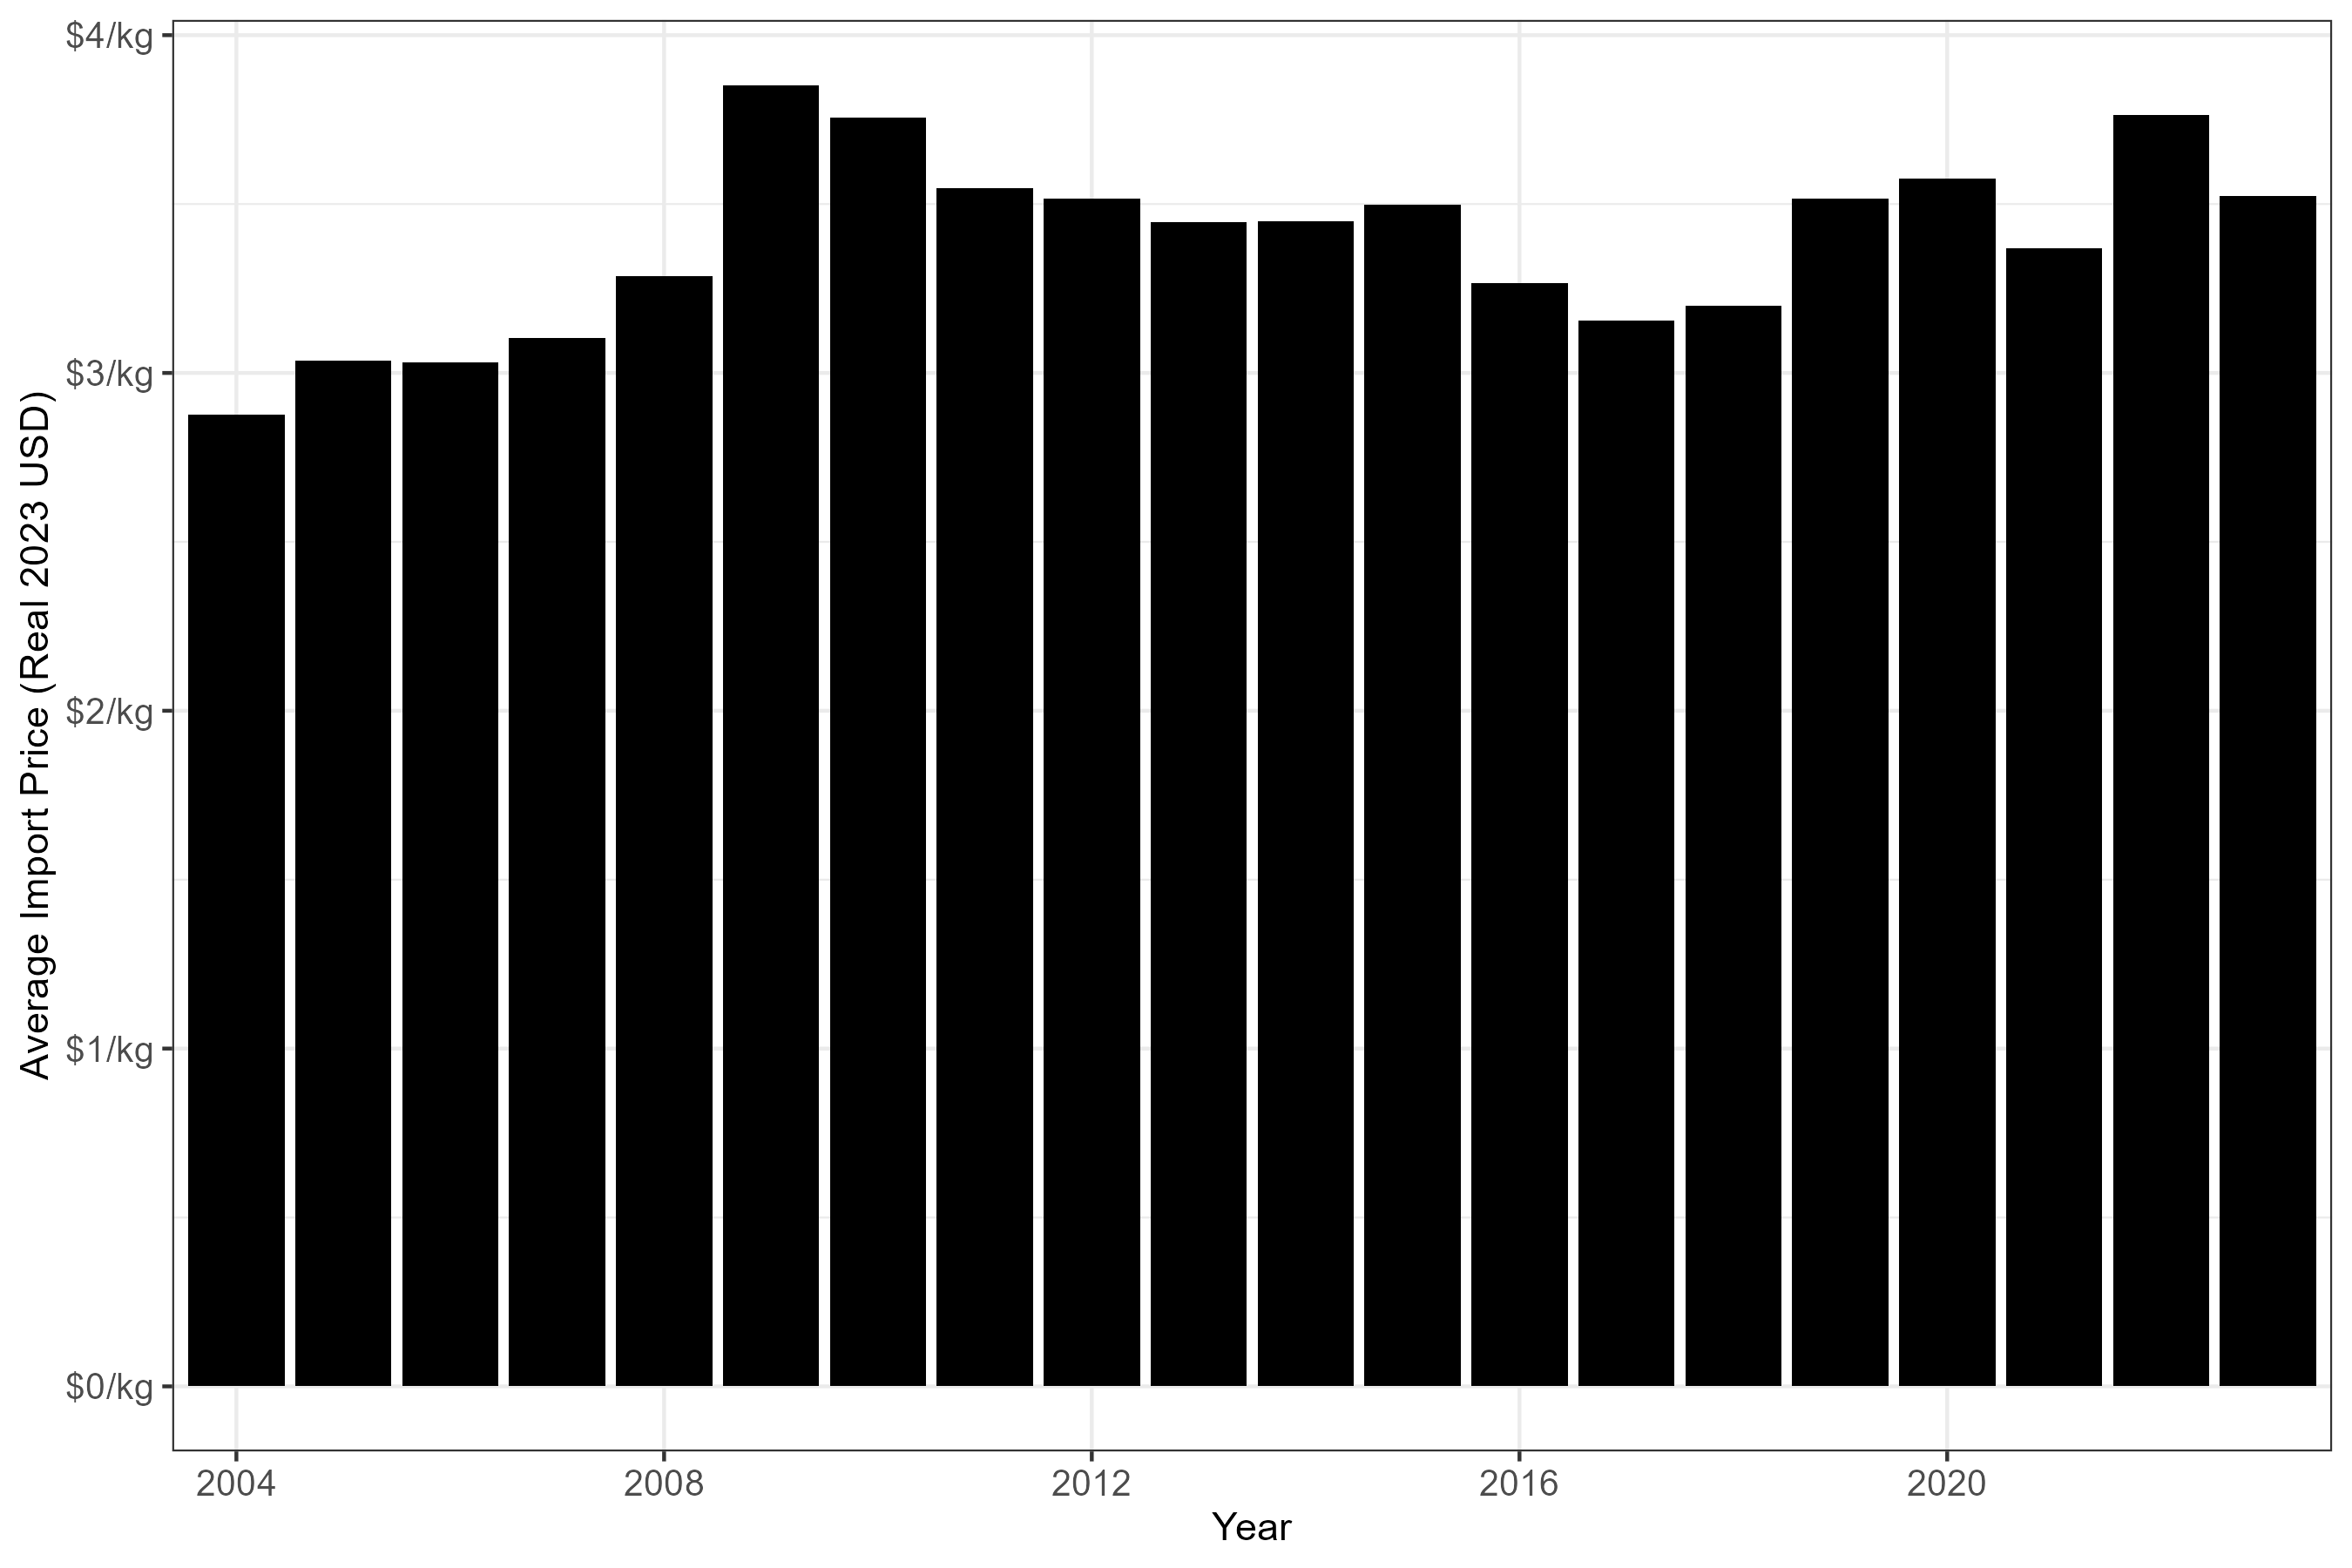 $4/kg
$3/kg
$2/kg
$1/kg
$0/kg
Average Import Price (Real 2023 USD)
2004 2008 2012 2016 2020
Year